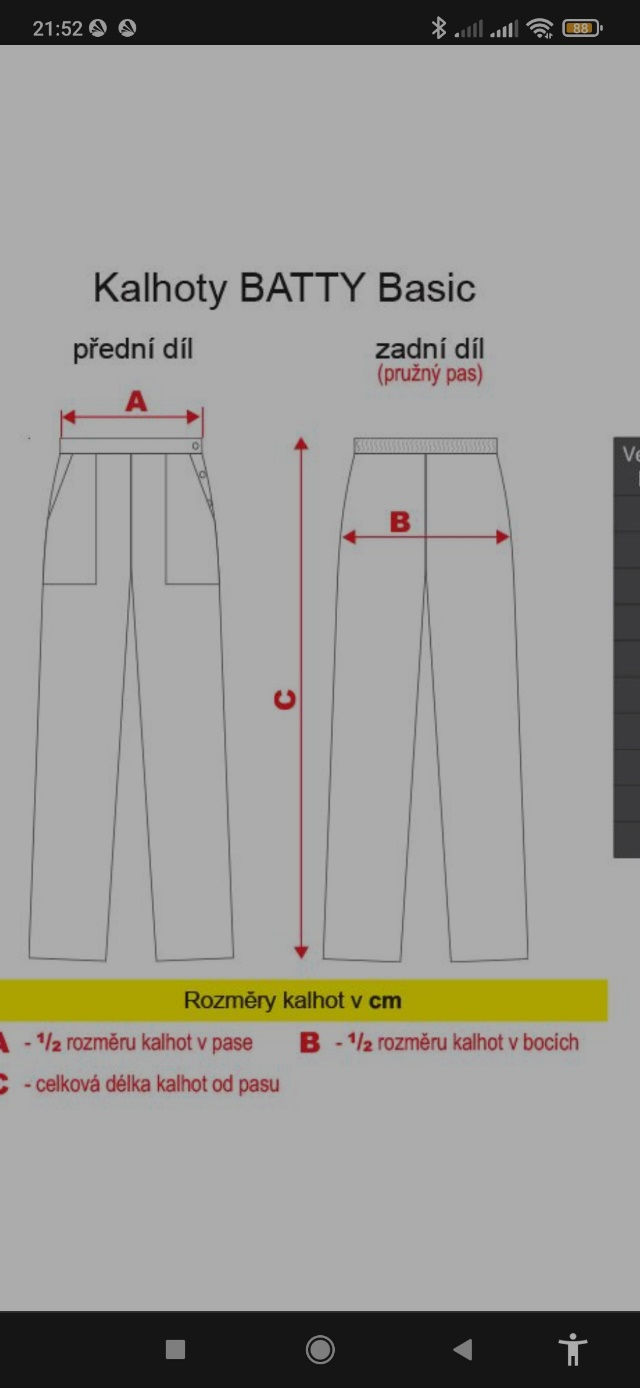 21:52
88
Kalhoty BATTY Basic
přední díl
zadní díl
(pružný pas)
A
B
C
Rozměry kalhot v cm
A - ¹/₂ rozměru kalhot v pase
B - ¹/₂ rozměru kalhot v bocích
C - celková délka kalhot od pasu